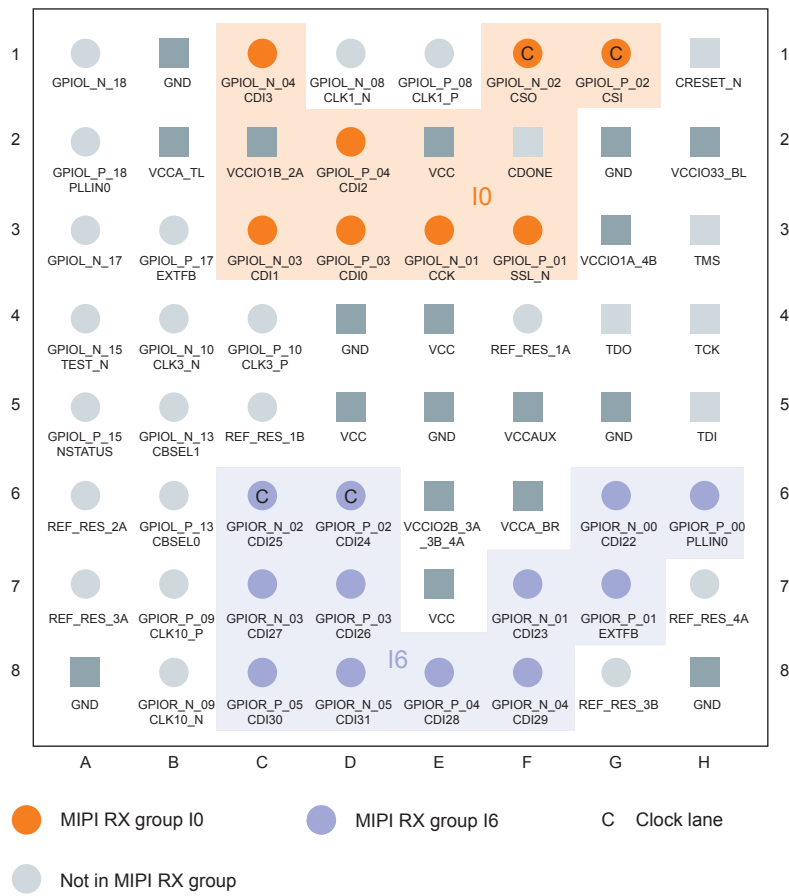 1 C C 1
GPIOL_N_18 GND GPIOL_N_04 GPIOL_N_08 GPIOL_P_08 GPIOL_N_02 GPIOL_P_02 CRESET_N
CDI3 CLK1_N CLK1_P CSO CSI
2 2
GPIOL_P_18 VCCA_TL VCCIO1B_2A GPIOL_P_04 VCC CDONE GND VCCIO33_BL
PLLIN0 CDI2
I0
3 3
GPIOL_N_17 GPIOL_P_17 GPIOL_N_03 GPIOL_P_03 GPIOL_N_01 GPIOL_P_01 VCCIO1A_4B TMS
EXTFB CDI1 CDI0 CCK SSL_N
4 4
GPIOL_N_15 GPIOL_N_10 GPIOL_P_10 GND VCC REF_RES_1A TDO TCK
TEST_N CLK3_N CLK3_P
5 5
GPIOL_P_15 GPIOL_N_13 REF_RES_1B VCC GND VCCAUX GND TDI
NSTATUS CBSEL1
6 C C 6
REF_RES_2A GPIOL_P_13 GPIOR_N_02 GPIOR_P_02 VCCIO2B_3A VCCA_BR GPIOR_N_00 GPIOR_P_00
CBSEL0 CDI25 CDI24 _3B_4A CDI22 PLLIN0
7 7
REF_RES_3A GPIOR_P_09 GPIOR_N_03 GPIOR_P_03 VCC GPIOR_N_01 GPIOR_P_01 REF_RES_4A
CLK10_P CDI27 CDI26 CDI23 EXTFB
I6
8 8
GND GPIOR_N_09 GPIOR_P_05 GPIOR_N_05 GPIOR_P_04 GPIOR_N_04 REF_RES_3B GND
CLK10_N CDI30 CDI31 CDI28 CDI29
A B C D E F G H
MIPI RX group I0 MIPI RX group I6 C Clock lane
Not in MIPI RX group